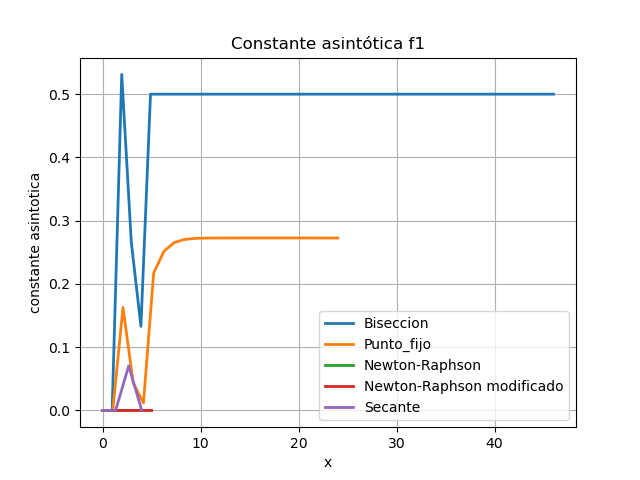 Constante asintótica f1
constante asintotica
0.5
0.4
0.3
0.2
0.1
0.0
0
10
20
30
40
x
Biseccion
Punto_fijo
Newton-Raphson
Newton-Raphson modificado
Secante